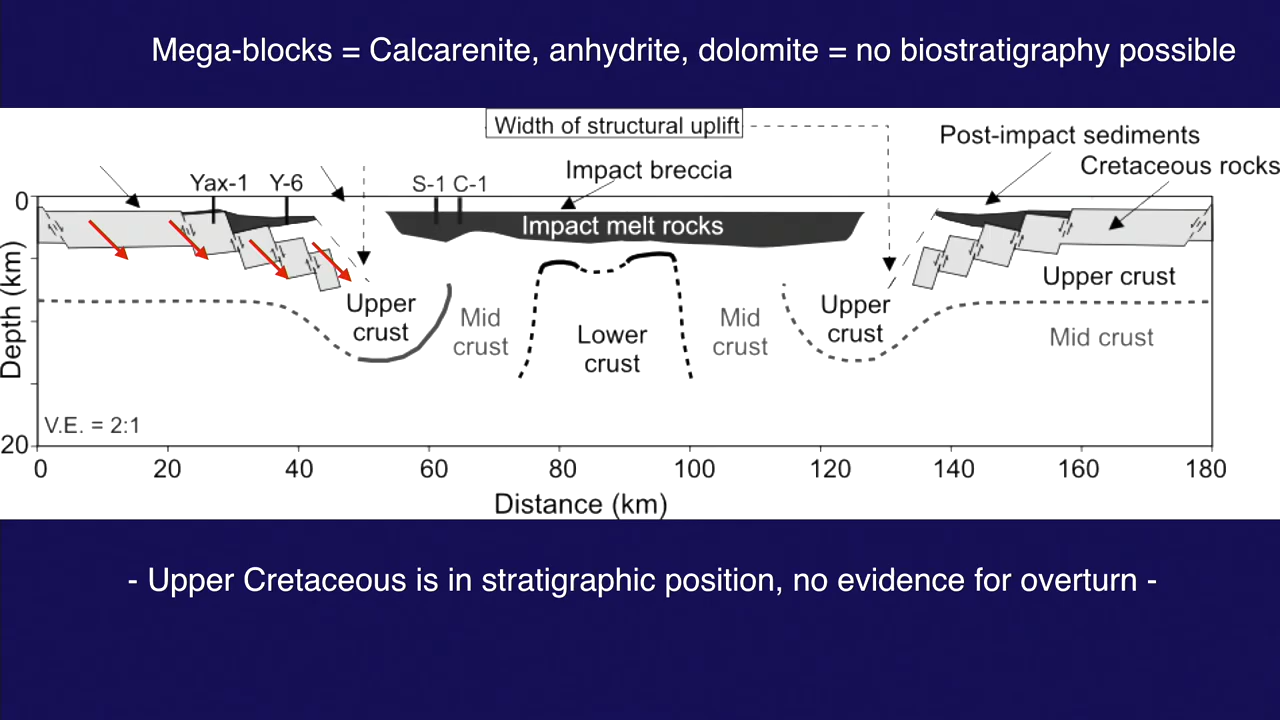 Mega-blocks = Calcarenite, anhydrite, dolomite = no biostratigraphy possible
Width of structural uplift
Post-impact sediments
Impact breccia
Cretaceous rocks
Yax-1
Y-6
S-1
C-1
0
Impact melt rocks
Upper crust
Upper
crust
Mid
crust
Lower
crust
Mid
crust
Upper
crust
Mid crust
Depth (km)
V.E. = 2:1
20
0
20
40
60
80
100
120
140
160
180
Distance (km)
- Upper Cretaceous is in stratigraphic position, no evidence for overturn -